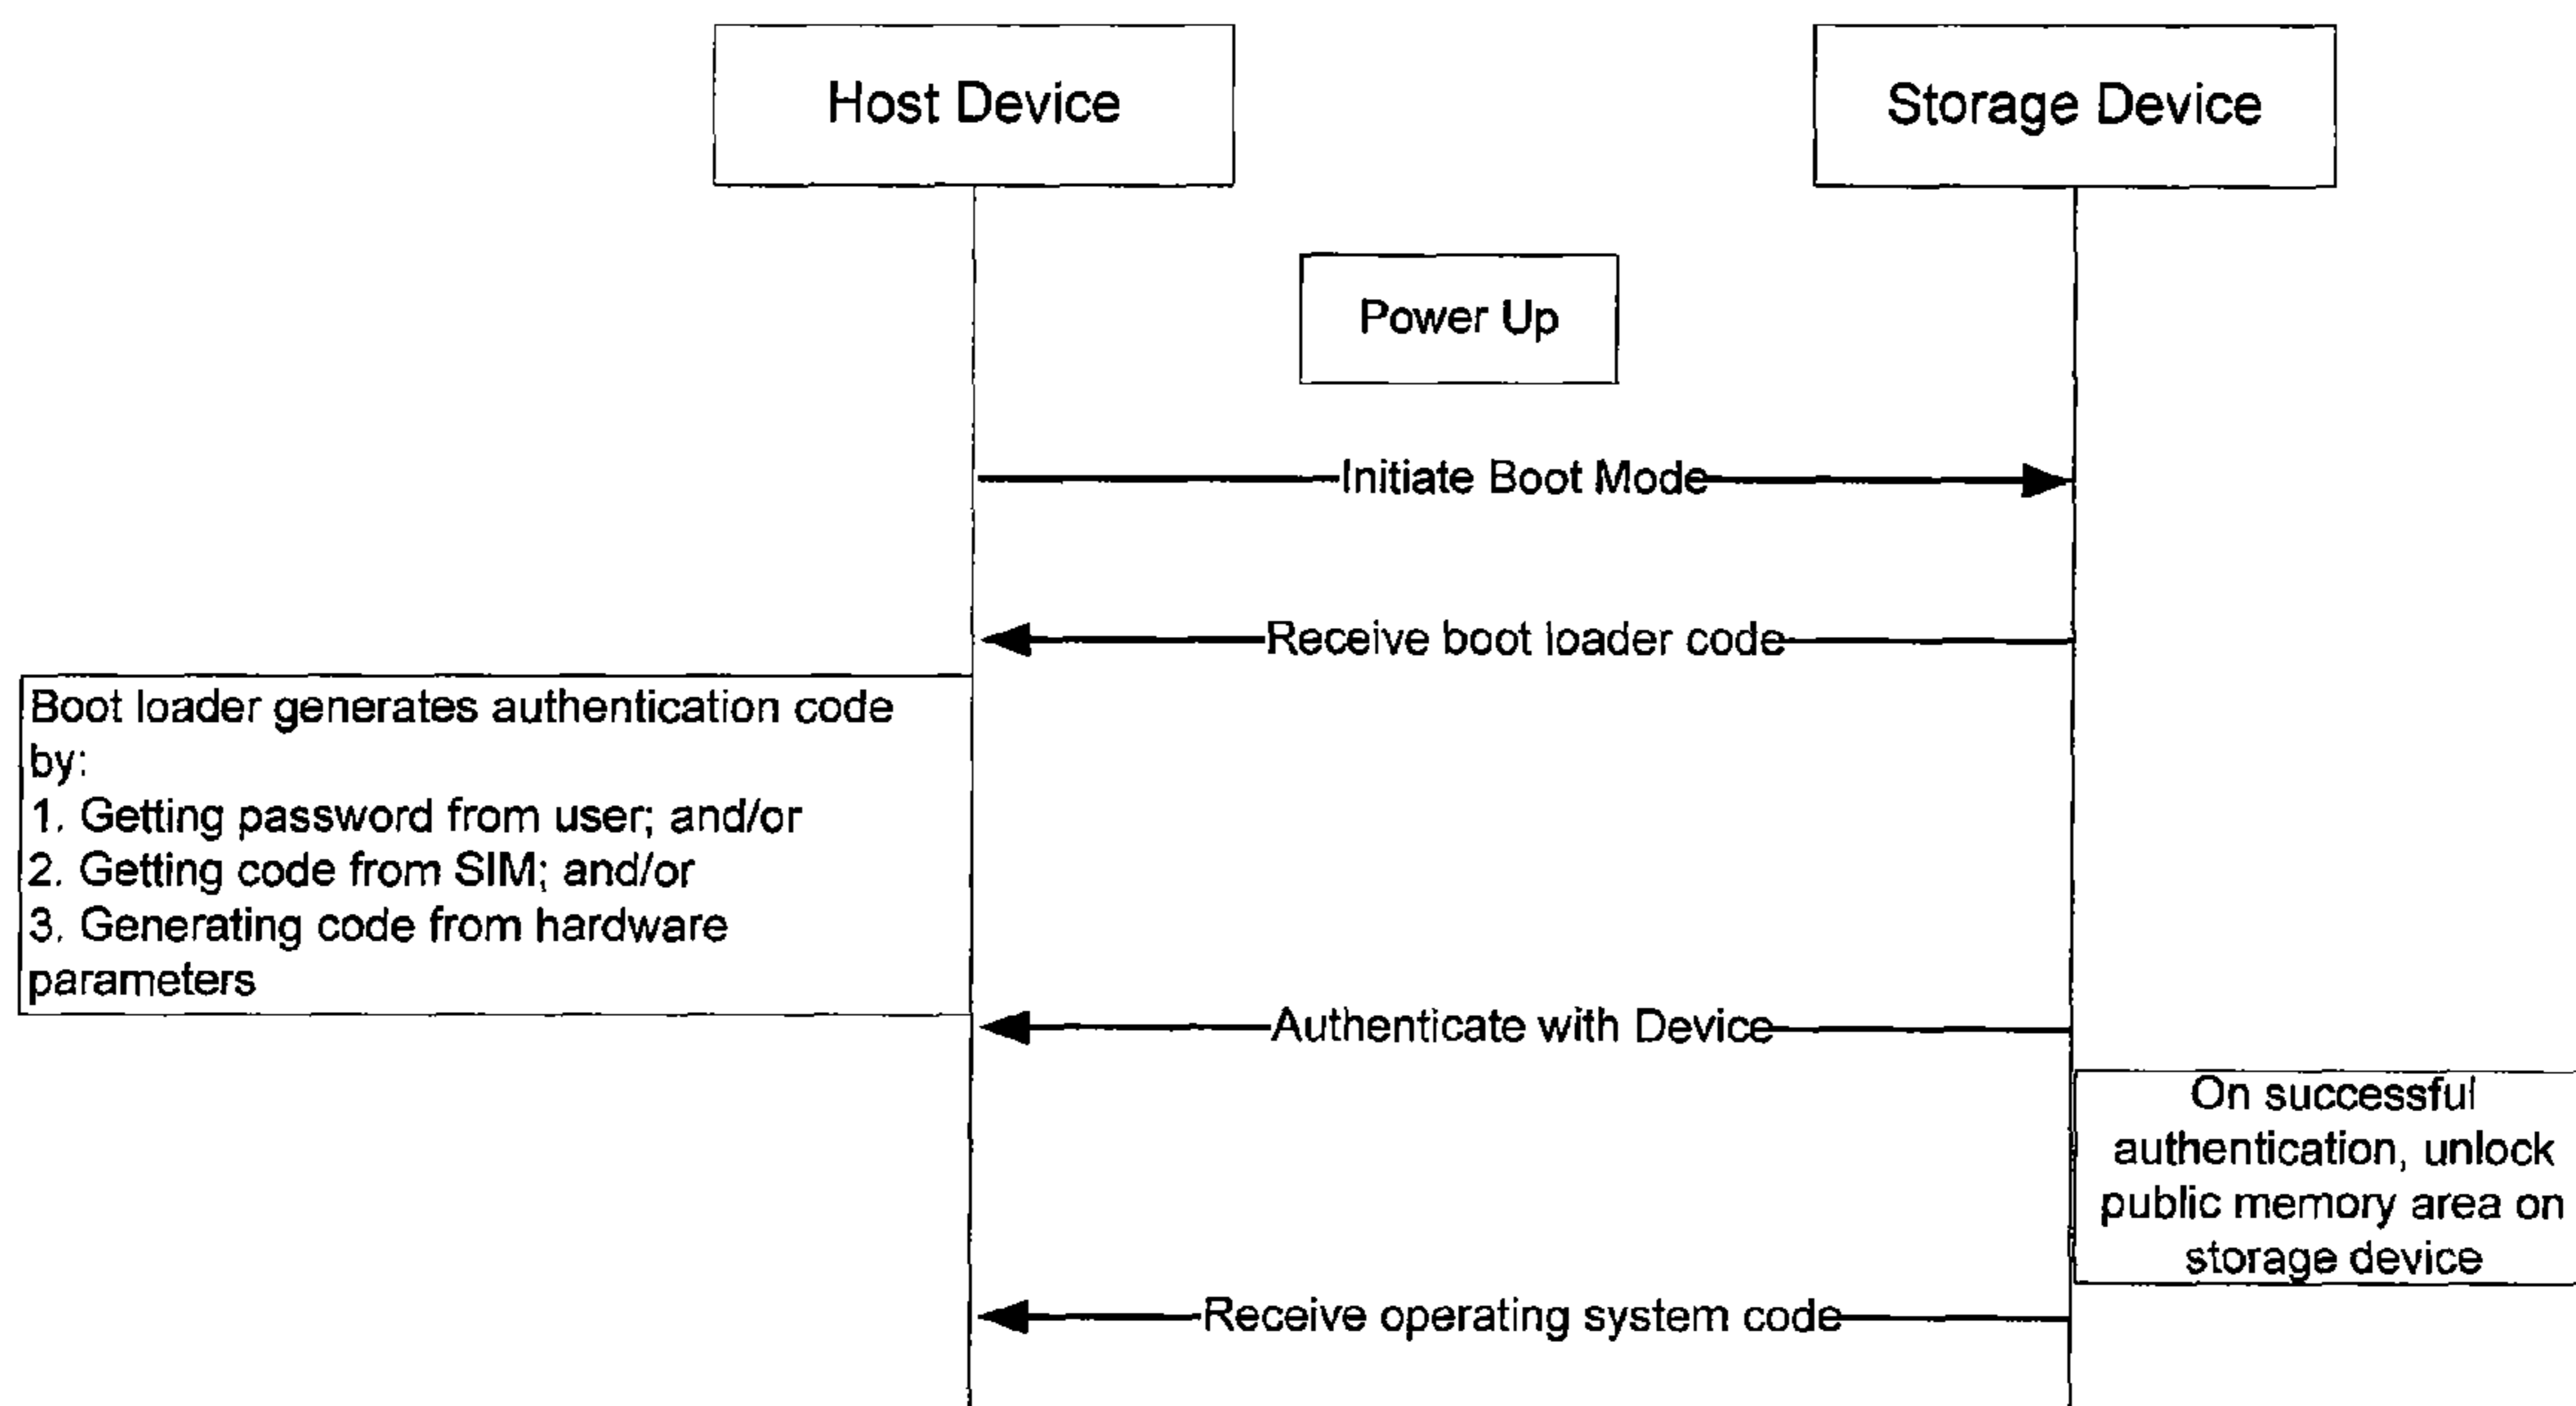 Host Device
Storage Device
Power Up
Initiate Boot Mode
Receive boot loader code
Boot loader generates authentication code
by:
1. Getting password from user; and/or
2. Getting code from SIM; and/or
3. Generating code from hardware
parameters
Authenticate with Device
On successful
authentication, unlock
public memory area on
storage device
Receive operating system code